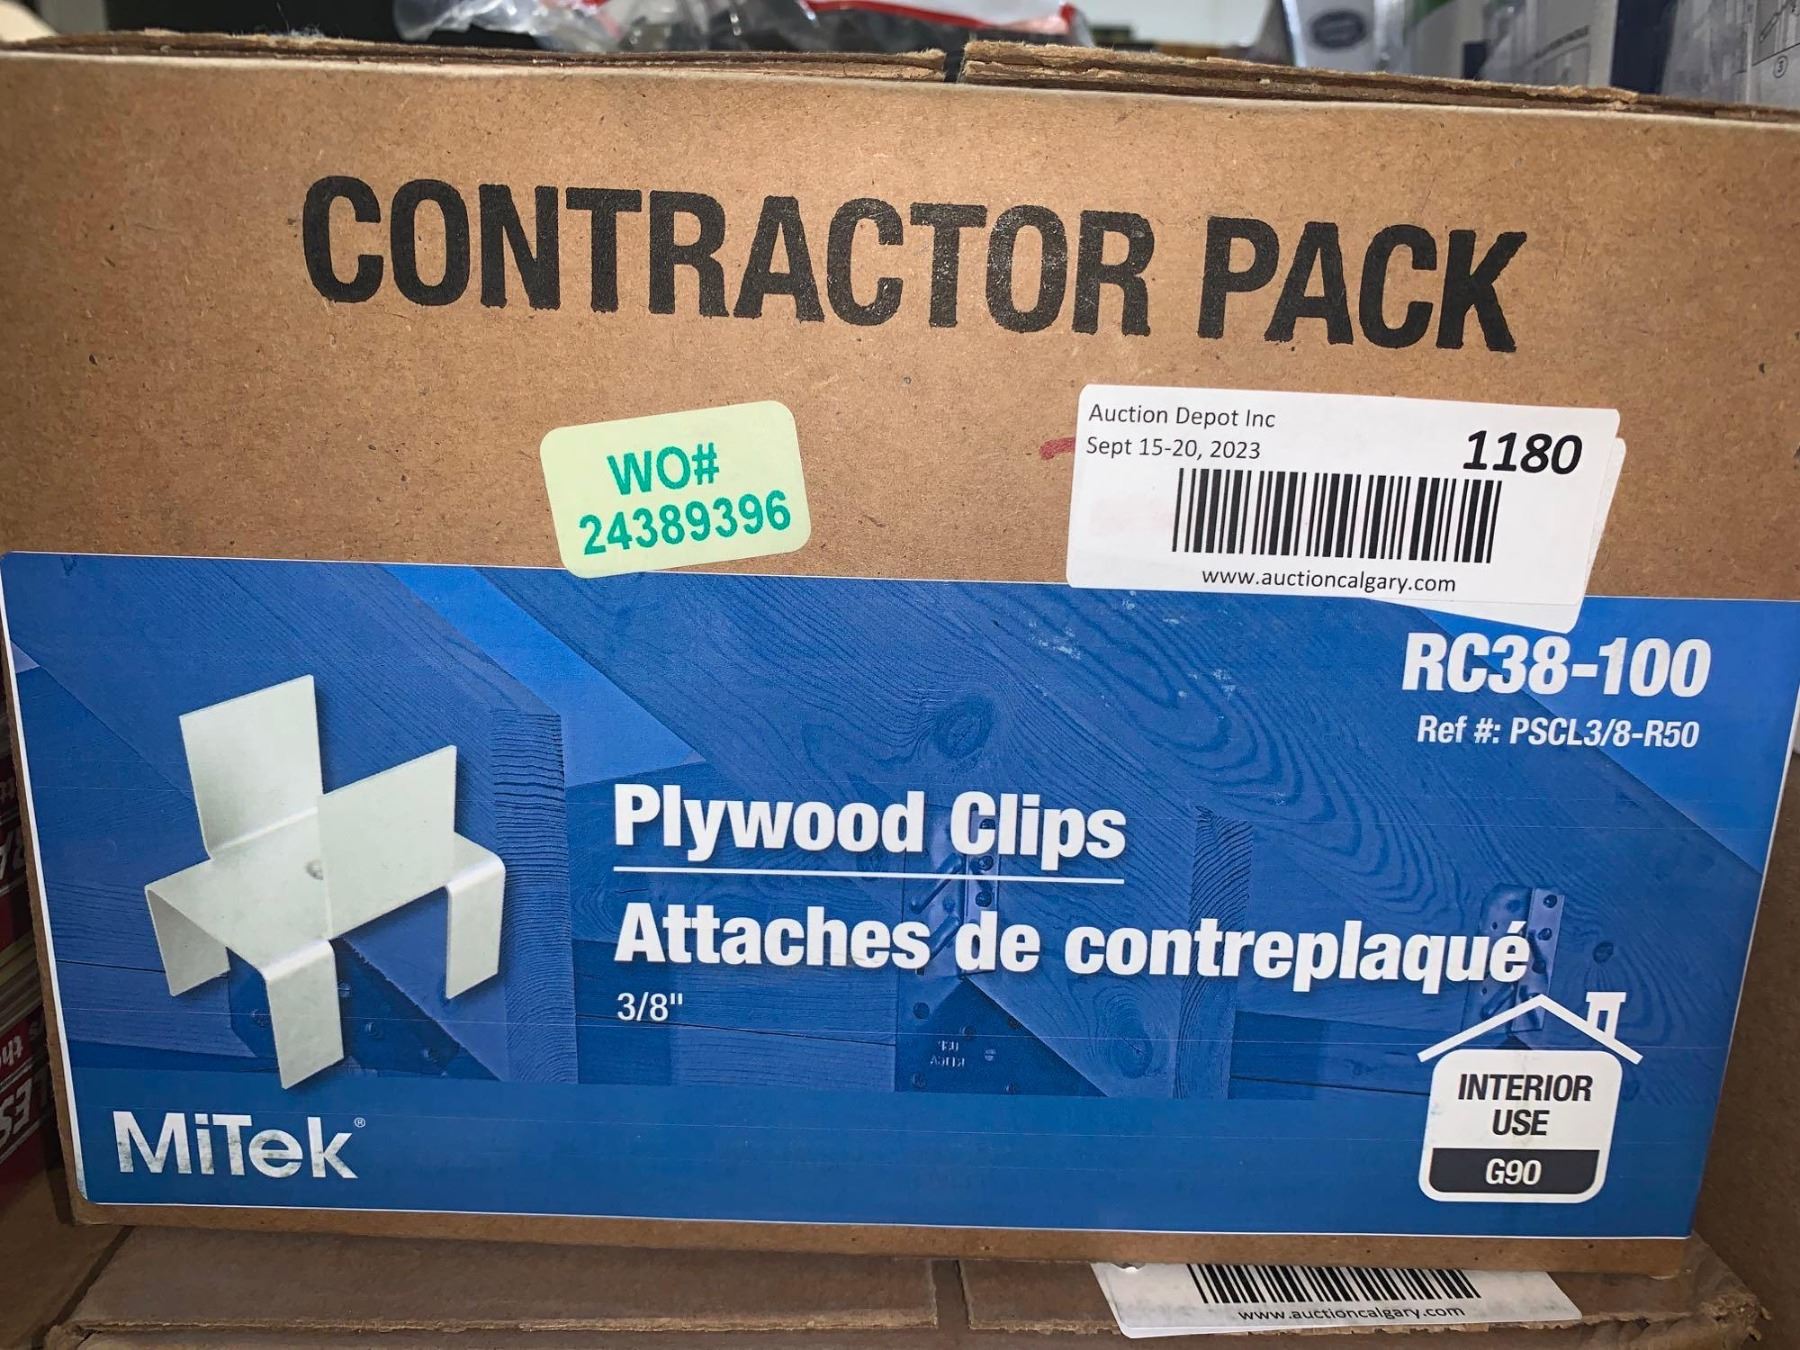 CONTRACTOR PACK
WO#
24389396
Auction Depot Inc
Sept 15-20, 2023
1180
www.auctioncalgary.com
RC38-100
Ref #: PSCL3/8-R50
Plywood Clips
Attaches de contreplaqué
3/8"
MiTek®
INTERIOR
USE
G90
www.auctioncalgary.com